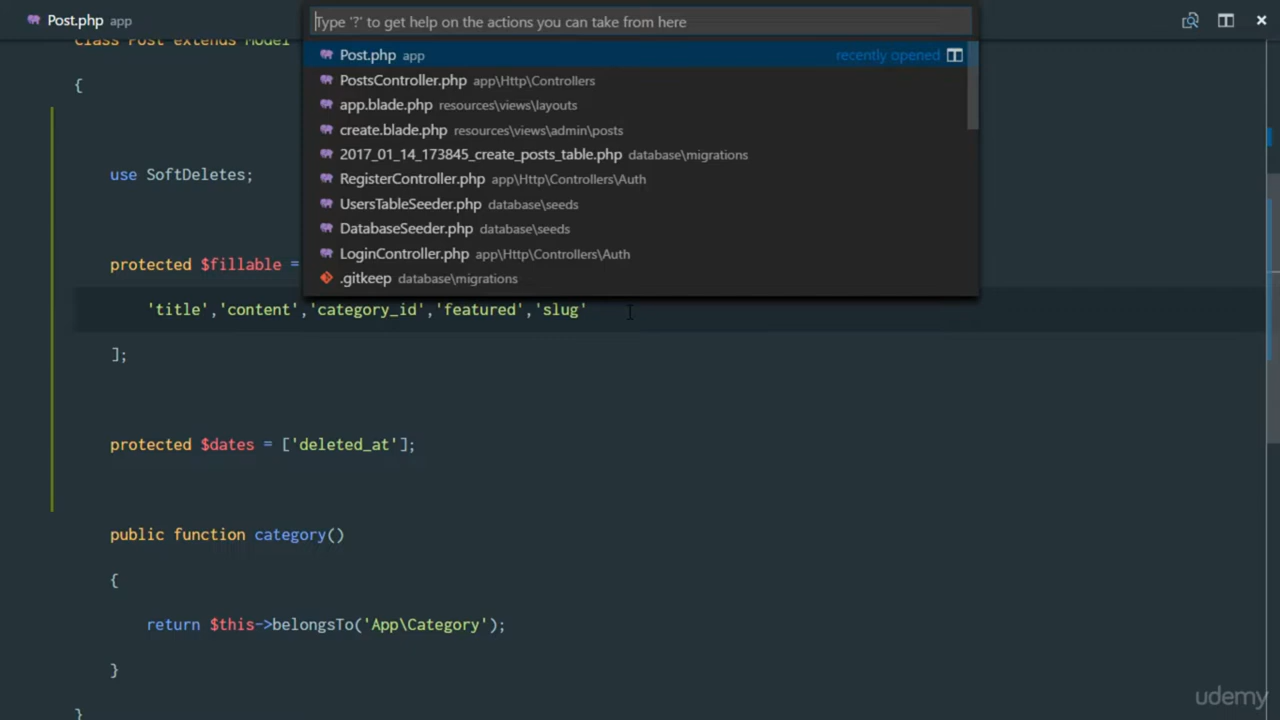 Post.php app
Type '?' to get help on the actions you can take from here
Post.php app recently opened
PostsController.php app\Http\Controllers
app.blade.php resources\views\layouts
create.blade.php resources\views\admin\posts
2017_01_14_173845_create_posts_table.php database\migrations
RegisterController.php app\Http\Controllers\Auth
UsersTableSeeder.php database\seeds
DatabaseSeeder.php database\seeds
LoginController.php app\Http\Controllers\Auth
.gitkeep database\migrations
class Post extends Model
{
use SoftDeletes;
protected $fillable =
'title','content','category_id','featured','slug'
];
protected $dates = ['deleted_at'];
public function category()
{
return $this->belongsTo('App\Category');
}
}
udemy